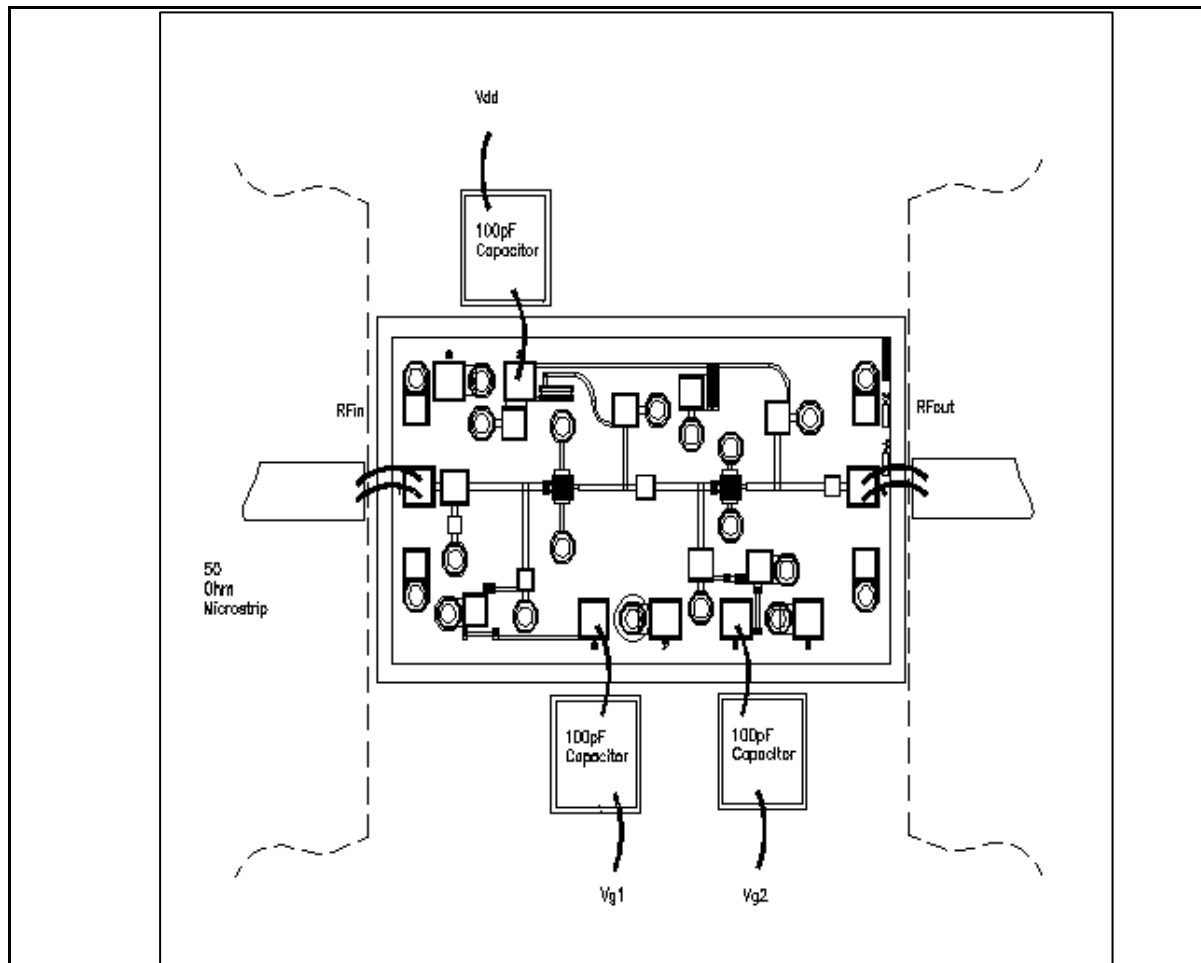 Vdd
100pF
Capacitor
RFin
RFout
50
Ohm
Microstrip
100pF
Capacitor
100pF
Capacitor
Vg1
Vg2